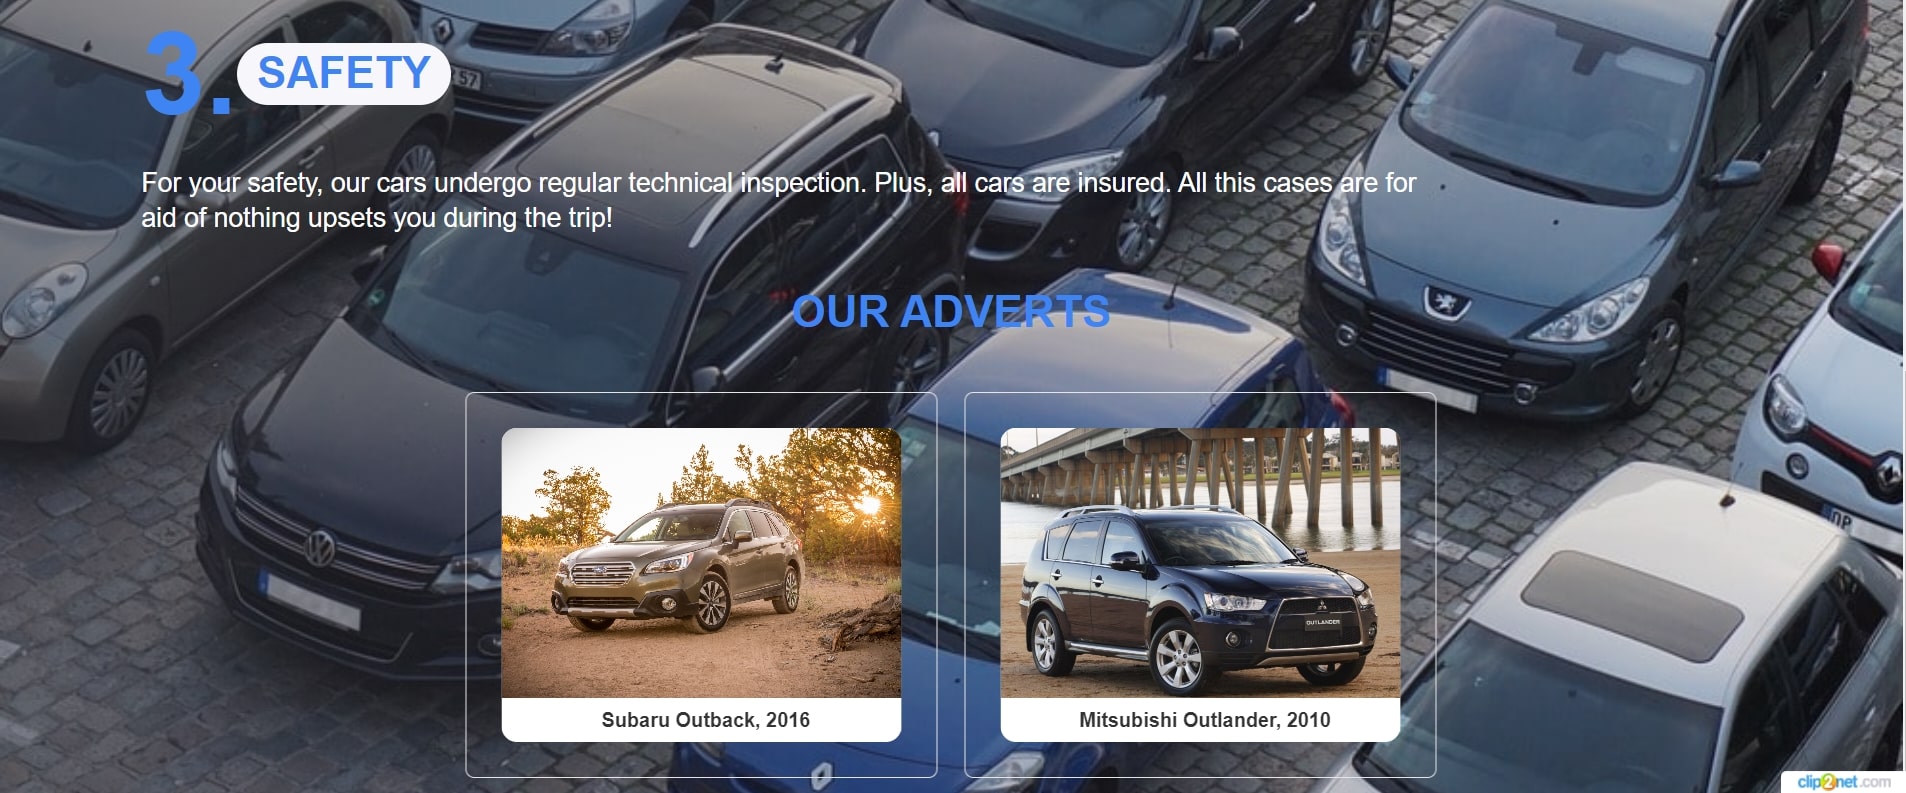 3. SAFETY
For your safety, our cars undergo regular technical inspection. Plus, all cars are insured. All this cases are for
aid of nothing upsets you during the trip!
OUR ADVERTS
OUTLANDER
Subaru Outback, 2016
Mitsubishi Outlander, 2010
clip2net.com